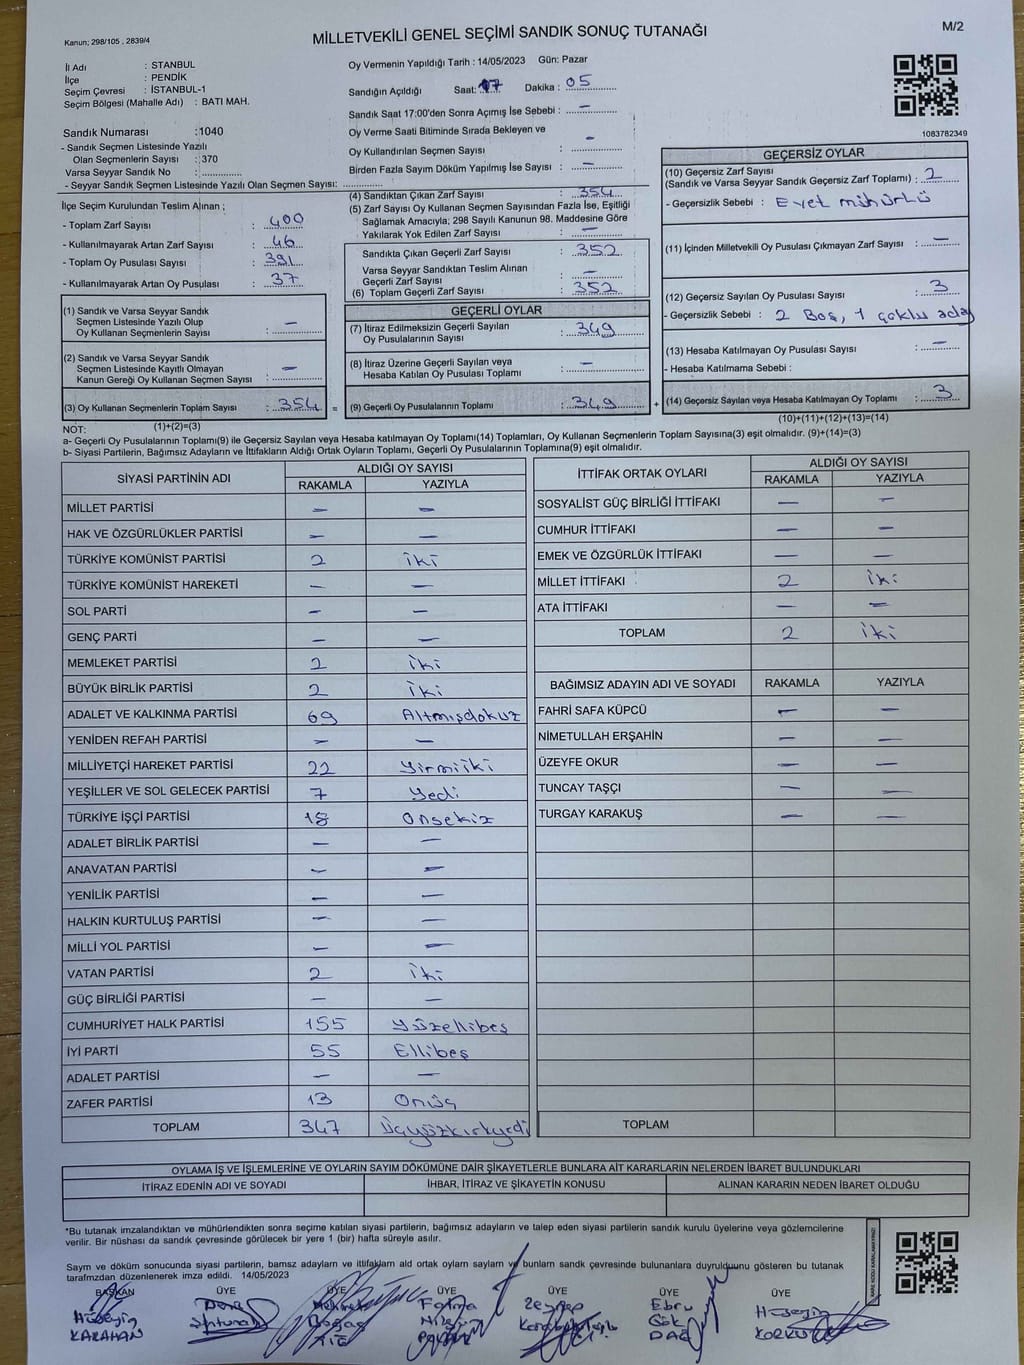 M/2
Kanun; 298/105 , 2839/4
MİLLETVEKİLİ GENEL SEÇİMİ SANDIK SONUÇ TUTANAĞI
İl Adı : STANBUL
İlçe : PENDİK
Seçim Çevresi : İSTANBUL-1
Seçim Bölgesi (Mahalle Adı) : BATI MAH.
Oy Vermenin Yapıldığı Tarih : 14/05/2023 Gün: Pazar
Sandığın Açıldığı Saat: 17 Dakika : 05
Sandık Saat 17:00'den Sonra Açımış İse Sebebi : —
Oy Verme Saati Bitiminde Sırada Bekleyen ve
Oy Kullandırılan Seçmen Sayısı : —
Birden Fazla Sayım Döküm Yapılmış İse Sayısı : —
1083782349
Sandık Numarası :1040
- Sandık Seçmen Listesinde Yazılı
Olan Seçmenlerin Sayısı : 370
Varsa Seyyar Sandık No :
- Seyyar Sandık Seçmen Listesinde Yazılı Olan Seçmen Sayısı:
İlçe Seçim Kurulundan Teslim Alınan ;
- Toplam Zarf Sayısı : 400
- Kullanılmayarak Artan Zarf Sayısı : 46
- Toplam Oy Pusulası Sayısı : 391
- Kullanılmayarak Artan Oy Pusulası : 37
(1) Sandık ve Varsa Seyyar Sandık
Seçmen Listesinde Yazılı Olup
Oy Kullanan Seçmenlerin Sayısı : —
(2) Sandık ve Varsa Seyyar Sandık
Seçmen Listesinde Kayıtlı Olmayan
Kanun Gereği Oy Kullanan Seçmen Sayısı : —
(3) Oy Kullanan Seçmenlerin Toplam Sayısı : 354 =
(1)+(2)=(3)
(4) Sandıktan Çıkan Zarf Sayısı : 354
(5) Zarf Sayısı Oy Kullanan Seçmen Sayısından Fazla İse, Eşitliği
Sağlamak Amacıyla; 298 Sayılı Kanunun 98. Maddesine Göre
Yakılarak Yok Edilen Zarf Sayısı : —
Sandıkta Çıkan Geçerli Zarf Sayısı : 352
Varsa Seyyar Sandıktan Teslim Alınan
Geçerli Zarf Sayısı : —
(6) Toplam Geçerli Zarf Sayısı : 352
GEÇERLİ OYLAR
(7) İtiraz Edilmeksizin Geçerli Sayılan
Oy Pusulalarının Sayısı : 349
(8) İtiraz Üzerine Geçerli Sayılan veya
Hesaba Katılan Oy Pusulası Toplamı : —
(9) Geçerli Oy Pusulalarının Toplamı : 349 +
GEÇERSİZ OYLAR
(10) Geçersiz Zarf Sayısı
(Sandık ve Varsa Seyyar Sandık Geçersiz Zarf Toplamı) : 2
- Geçersizlik Sebebi : Evet mühürlü
(11) İçinden Milletvekili Oy Pusulası Çıkmayan Zarf Sayısı : —
(12) Geçersiz Sayılan Oy Pusulası Sayısı : 3
- Geçersizlik Sebebi : 2 Boş, 1 çoklu aday
(13) Hesaba Katılmayan Oy Pusulası Sayısı : —
- Hesaba Katılmama Sebebi :
(14) Geçersiz Sayılan veya Hesaba Katılmayan Oy Toplamı : 3
(10)+(11)+(12)+(13)=(14)
NOT:
a- Geçerli Oy Pusulalarının Toplamı(9) ile Geçersiz Sayılan veya Hesaba katılmayan Oy Toplamı(14) Toplamları, Oy Kullanan Seçmenlerin Toplam Sayısına(3) eşit olmalıdır. (9)+(14)=(3)
b- Siyasi Partilerin, Bağımsız Adayların ve İttifakların Aldığı Ortak Oyların Toplamı, Geçerli Oy Pusulalarının Toplamına(9) eşit olmalıdır.
SİYASİ PARTİNİN ADI ALDIĞI OY SAYISI
RAKAMLA YAZIYLA
MİLLET PARTİSİ — —
HAK VE ÖZGÜRLÜKLER PARTİSİ — —
TÜRKİYE KOMÜNİST PARTİSİ 2 iki
TÜRKİYE KOMÜNİST HAREKETİ — —
SOL PARTİ — —
GENÇ PARTİ — —
MEMLEKET PARTİSİ 2 iki
BÜYÜK BİRLİK PARTİSİ 2 iki
ADALET VE KALKINMA PARTİSİ 69 Altmışdokuz
YENİDEN REFAH PARTİSİ — —
MİLLİYETÇİ HAREKET PARTİSİ 22 Yirmiiki
YEŞİLLER VE SOL GELECEK PARTİSİ 7 Yedi
TÜRKİYE İŞÇİ PARTİSİ 18 Onsekiz
ADALET BİRLİK PARTİSİ — —
ANAVATAN PARTİSİ — —
YENİLİK PARTİSİ — —
HALKIN KURTULUŞ PARTİSİ — —
MİLLİ YOL PARTİSİ — —
VATAN PARTİSİ 2 iki
GÜÇ BİRLİĞİ PARTİSİ — —
CUMHURİYET HALK PARTİSİ 155 Yüzellibeş
İYİ PARTİ 55 Ellibeş
ADALET PARTİSİ — —
ZAFER PARTİSİ 13 Onüç
TOPLAM 347 Üçyüzkırkyedi
İTTİFAK ORTAK OYLARI ALDIĞI OY SAYISI
RAKAMLA YAZIYLA
SOSYALİST GÜÇ BİRLİĞİ İTTİFAKI — —
CUMHUR İTTİFAKI — —
EMEK VE ÖZGÜRLÜK İTTİFAKI — —
MİLLET İTTİFAKI 2 iki
ATA İTTİFAKI — —
TOPLAM 2 iki
BAĞIMSIZ ADAYIN ADI VE SOYADI RAKAMLA YAZIYLA
FAHRİ SAFA KÜPCÜ — —
NİMETULLAH ERŞAHİN — —
ÜZEYFE OKUR — —
TUNCAY TAŞÇI — —
TURGAY KARAKUŞ — —
TOPLAM
OYLAMA İŞ VE İŞLEMLERİNE VE OYLARIN SAYIM DÖKÜMÜNE DAİR ŞİKAYETLERLE BUNLARA AİT KARARLARIN NELERDEN İBARET BULUNDUKLARI
İTİRAZ EDENİN ADI VE SOYADI İHBAR, İTİRAZ VE ŞİKAYETİN KONUSU ALINAN KARARIN NEDEN İBARET OLDUĞU
*Bu tutanak imzalandıktan ve mühürlendikten sonra seçime katılan siyasi partilerin, bağımsız adayların ve talep eden siyasi partilerin sandık kurulu üyelerine veya gözlemcilerine
verilir. Bir nüshası da sandık çevresinde görülecek bir yere 1 (bir) hafta süreyle asılır.
Saym ve döküm sonucunda siyasi partilerin, bamsız adaylarn ve ittifaklarn ald ortak oylarn saylarn ve bunlarn sandk çevresinde bulunanlara duyrulduunu gösteren bu tutanak
tarafmzdan düzenlenerek imza edildi. 14/05/2023
BAŞKAN ÜYE ÜYE ÜYE ÜYE ÜYE ÜYE
Hüseyin Fatma Zeynep Ebru Hüseyin
KARAHAN Gök
DAĞ KORKUT